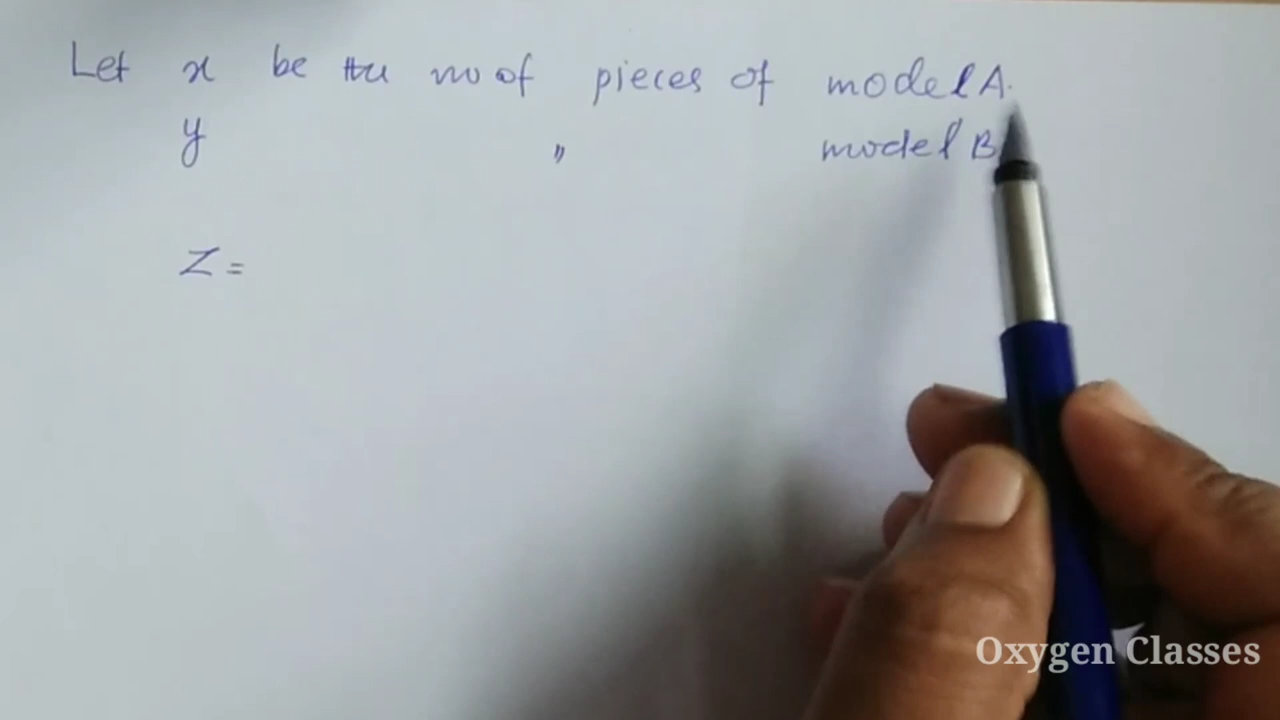 Let x be the no of pieces of model A.
y " model B
Z =
Oxygen Classes